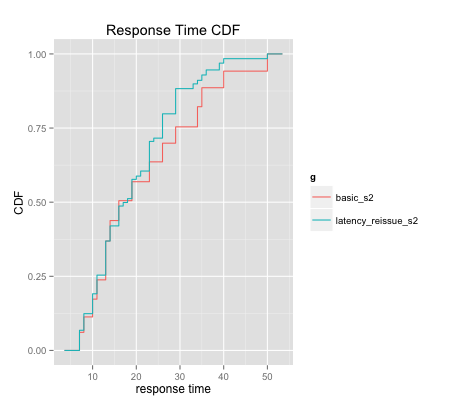 Response Time CDF
1.00
0.75
0.50
0.25
0.00
CDF
10 20 30 40 50
response time
g
basic_s2
latency_reissue_s2